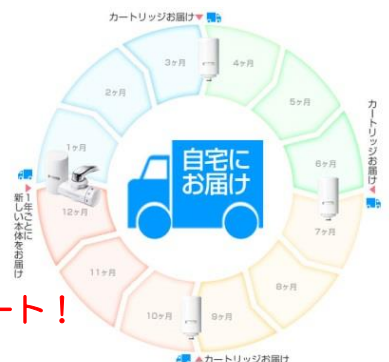 カートリッジお届け▼
3ヶ月
4ヶ月
2ヶ月
5ヶ月
1ヶ月
6ヶ月
カートリッジお届け▲
自宅に
お届け
▲1年ごとに
新しい本体をお届け
12ヶ月
7ヶ月
11ヶ月
8ヶ月
ート！
10ヶ月
9ヶ月
▲カートリッジお届け